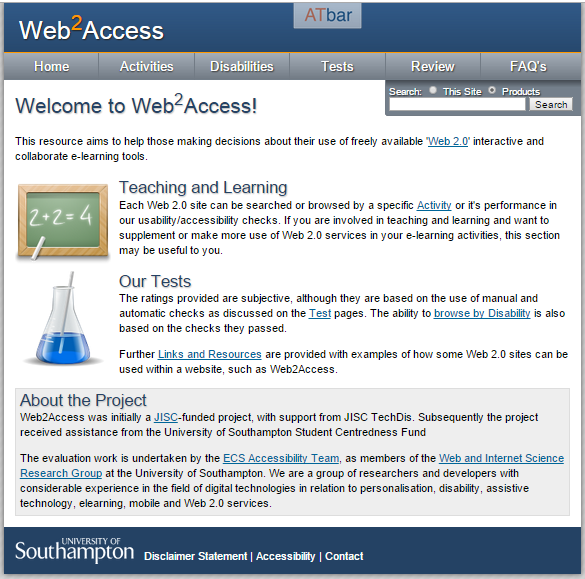 ATbar
Web2Access
Home Activities Disabilities Tests Review FAQ's
Search: This Site Products
Search
Welcome to Web2Access!
This resource aims to help those making decisions about their use of freely available 'Web 2.0' interactive and
collaborate e-learning tools.
2+2=4
Teaching and Learning
Each Web 2.0 site can be searched or browsed by a specific Activity or it's performance in
our usability/accessibility checks. If you are involved in teaching and learning and want to
supplement or make more use of Web 2.0 services in your e-learning activities, this section
may be useful to you.
Our Tests
The ratings provided are subjective, although they are based on the use of manual and
automatic checks as discussed on the Test pages. The ability to browse by Disability is also
based on the checks they passed.
Further Links and Resources are provided with examples of how some Web 2.0 sites can be
used within a website, such as Web2Access.
About the Project
Web2Access was initially a JISC-funded project, with support from JISC TechDis. Subsequently the project
received assistance from the University of Southampton Student Centredness Fund
The evaluation work is undertaken by the ECS Accessibility Team, as members of the Web and Internet Science
Research Group at the University of Southampton. We are a group of researchers and developers with
considerable experience in the field of digital technologies in relation to personalisation, disability, assistive
technology, elearning, mobile and Web 2.0 services.
UNIVERSITY OF
Southampton Disclaimer Statement | Accessibility | Contact